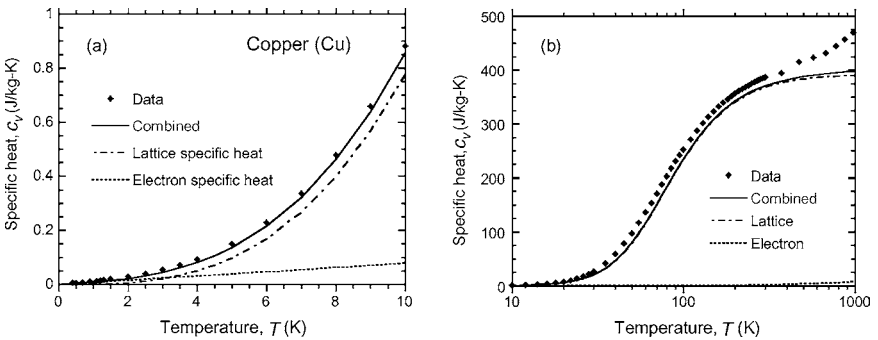 (a)
Copper (Cu)
Data
Combined
Lattice specific heat
Electron specific heat
Specific heat, cᵥ (J/kg-K)
1
0.8
0.6
0.4
0.2
0
0 2 4 6 8 10
Temperature, T (K)
(b)
Data
Combined
Lattice
Electron
Specific heat, cᵥ (J/kg-K)
500
400
300
200
100
0
10 100 1000
Temperature, T (K)